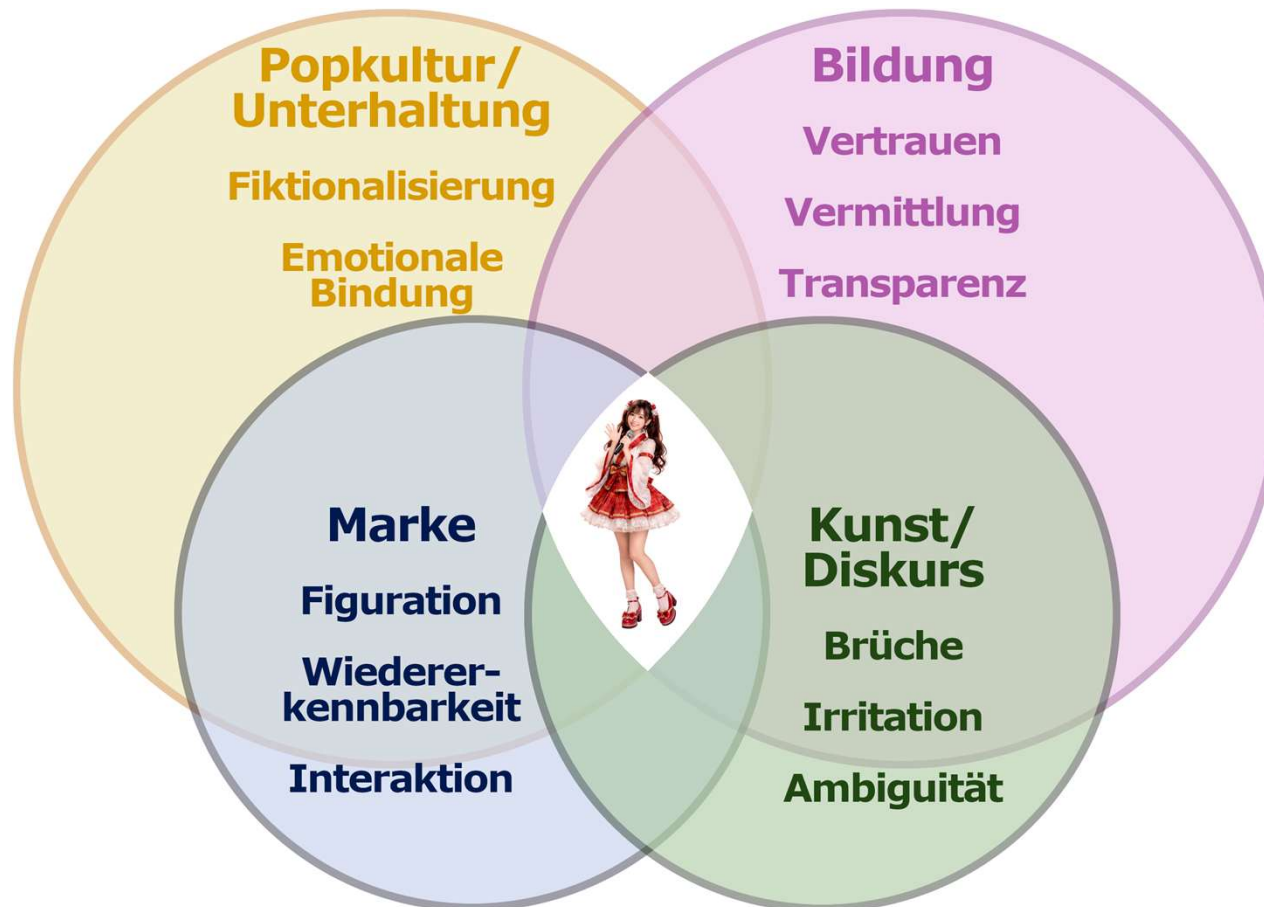 Popkultur/
Unterhaltung
Fiktionalisierung
Emotionale
Bindung
Bildung
Vertrauen
Vermittlung
Transparenz
Marke
Figuration
Wiederer-
kennbarkeit
Interaktion
Kunst/
Diskurs
Brüche
Irritation
Ambiguität